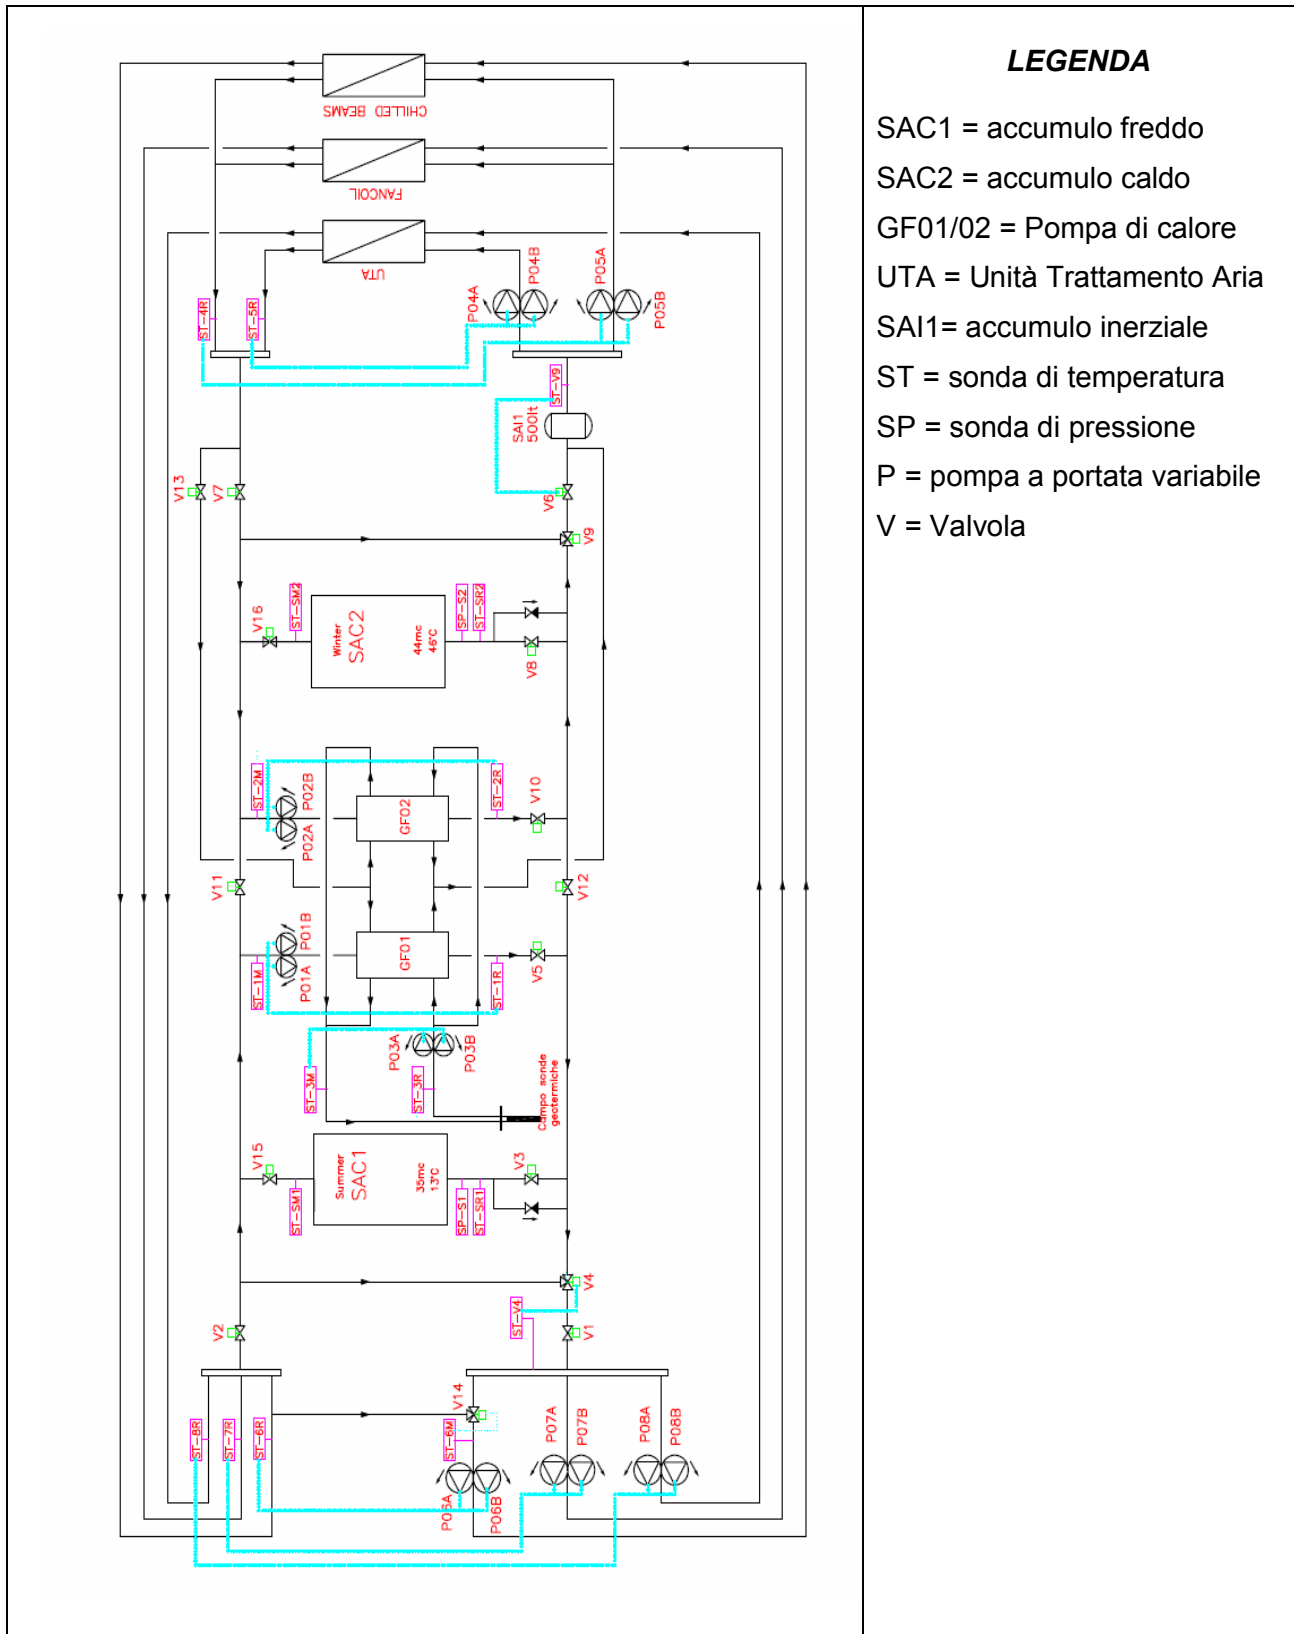 LEGENDA
SAC1 = accumulo freddo
SAC2 = accumulo caldo
GF01/02 = Pompa di calore
UTA = Unità Trattamento Aria
SAI1= accumulo inerziale
ST = sonda di temperatura
SP = sonda di pressione
P = pompa a portata variabile
V = Valvola
CHILLED BEAMS
FANCOIL
UTA
ST-4R
ST-5R
P04A
P04B
P05A
P05B
ST-V9
SAI1
500lt
V13
V7
V6
V9
V16
ST-SM2
Winter
SAC2
44mc
45°C
SP-S2
ST-SR2
V8
ST-2M
P02A
P02B
GF02
ST-2R
V10
V11
V12
ST-1M
P01A
P01B
GF01
ST-1R
V5
P03A
P03B
ST-3M
ST-3R
Campo sonde
geotermiche
V15
ST-SM1
Summer
SAC1
35mc
13°C
SP-S1
ST-SR1
V3
V4
ST-V4
V2
V1
V14
ST-8R
ST-7R
ST-6R
ST-6M
P06A
P06B
P07A
P07B
P08A
P08B